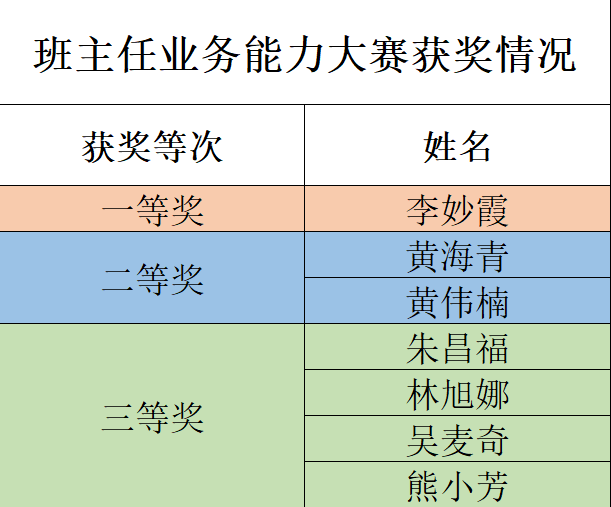 班主任业务能力大赛获奖情况
获奖等次 姓名
一等奖 李妙霞
二等奖 黄海青
黄伟楠
三等奖 朱昌福
林旭娜
吴麦奇
熊小芳